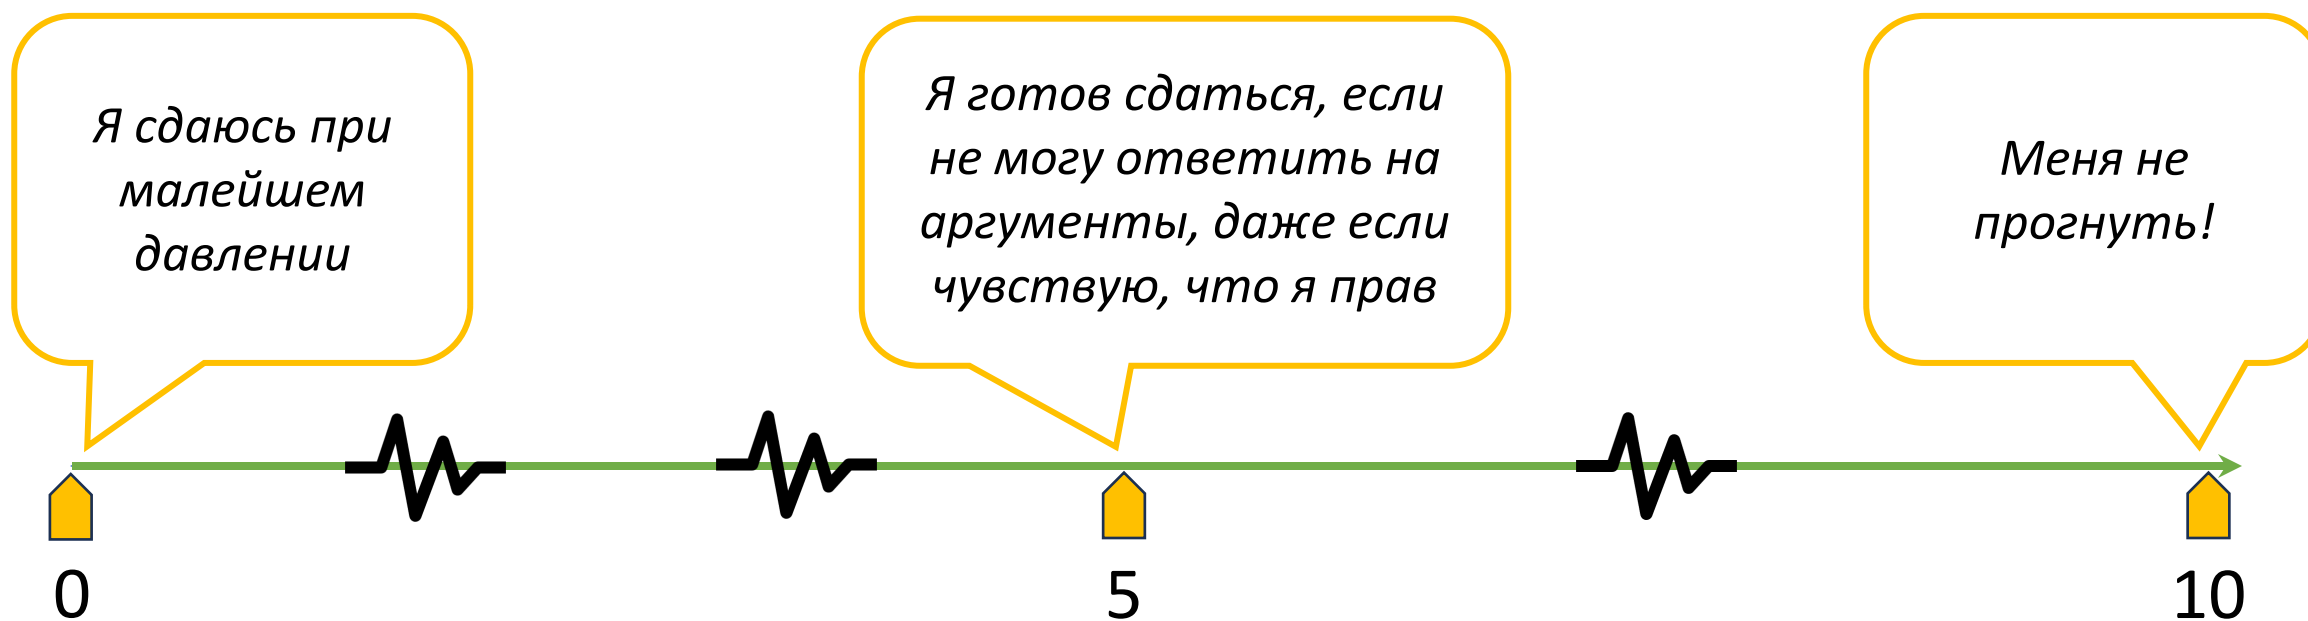 Я сдаюсь при
малейшем
давлении
Я готов сдаться, если
не могу ответить на
аргументы, даже если
чувствую, что я прав
Меня не
прогнуть!
0
5
10